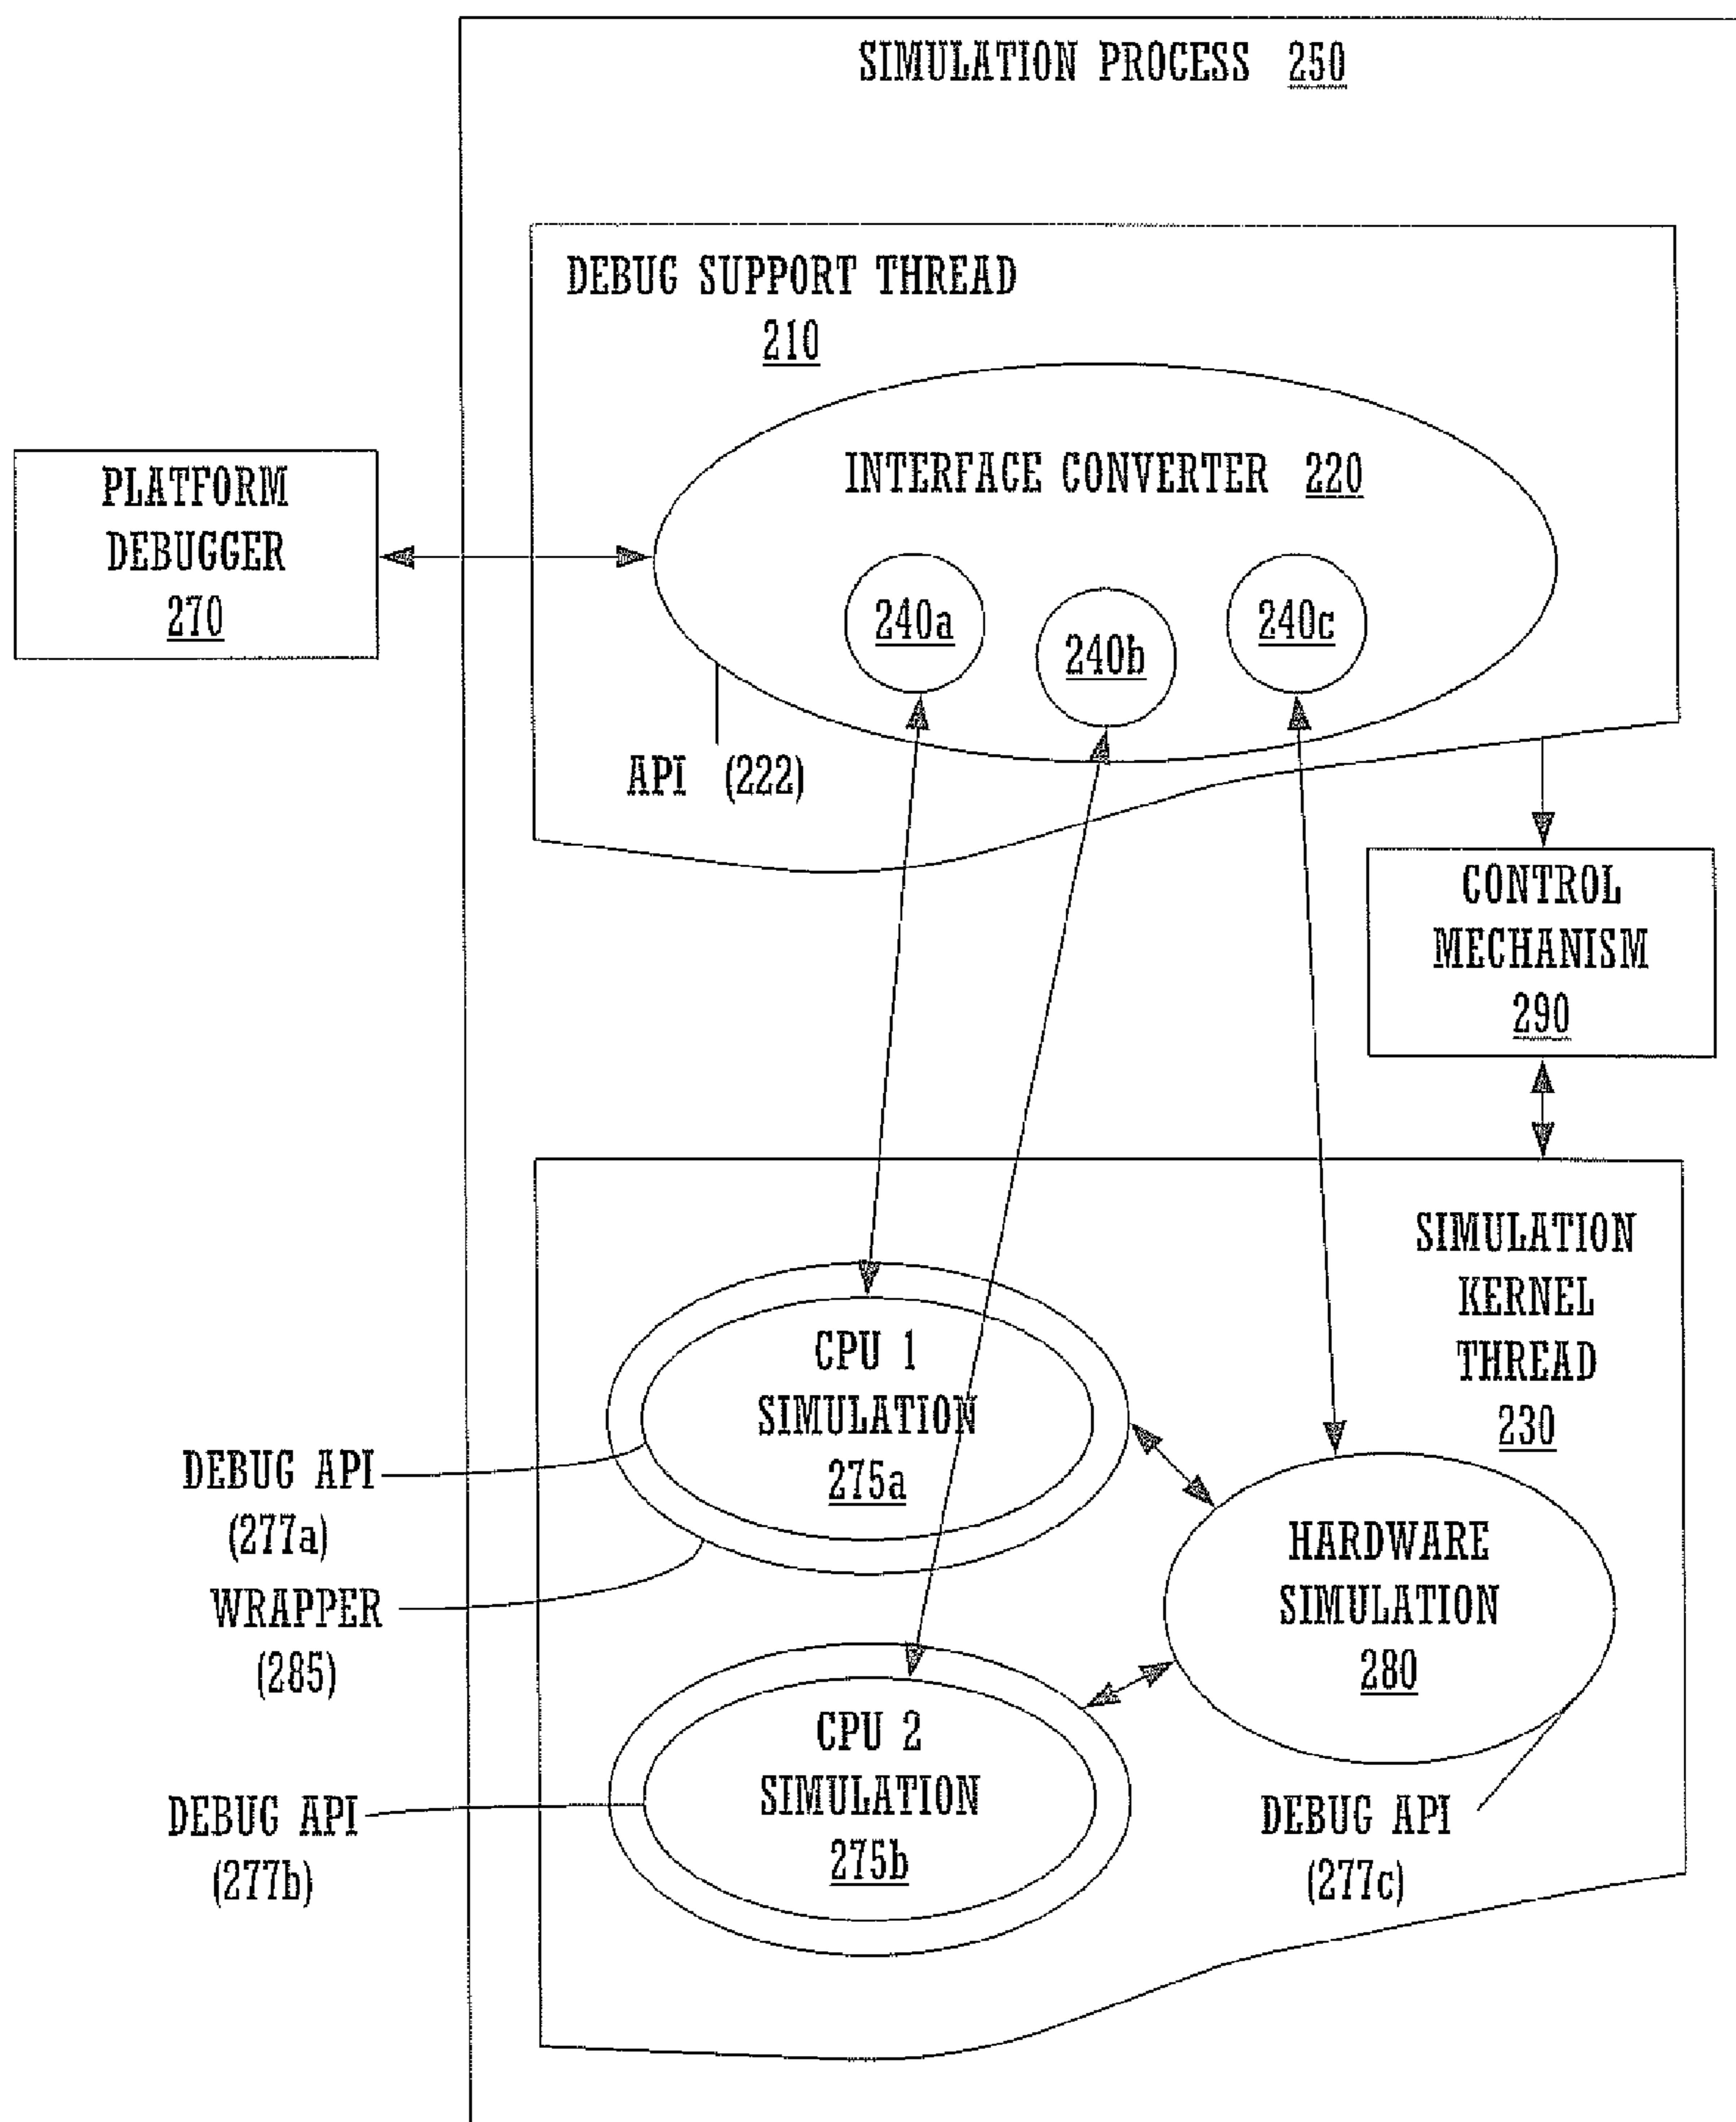 SIMULATION PROCESS 250
DEBUG SUPPORT THREAD
210
INTERFACE CONVERTER 220
PLATFORM
DEBUGGER
270
240a
240b
240c
API (222)
CONTROL
MECHANISM
290
SIMULATION
KERNEL
THREAD
230
CPU 1
SIMULATION
275a
DEBUG API
(277a)
WRAPPER
(285)
HARDWARE
SIMULATION
280
CPU 2
SIMULATION
275b
DEBUG API
(277b)
DEBUG API
(277c)